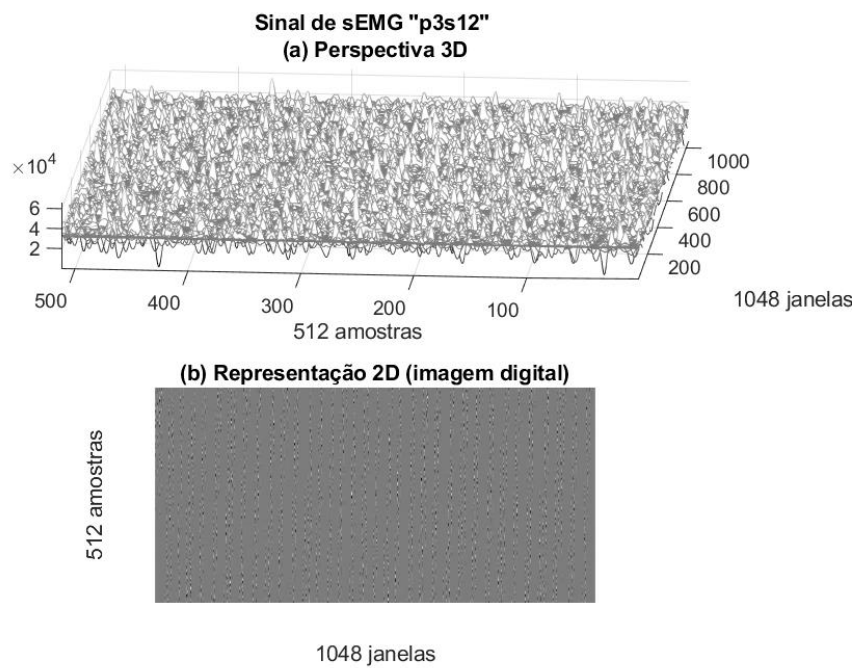 Sinal de sEMG "p3s12"
(a) Perspectiva 3D
×10^4
6
4
2
1000
800
600
400
200
500
400
300
200
100
512 amostras
1048 janelas
(b) Representação 2D (imagem digital)
512 amostras
1048 janelas